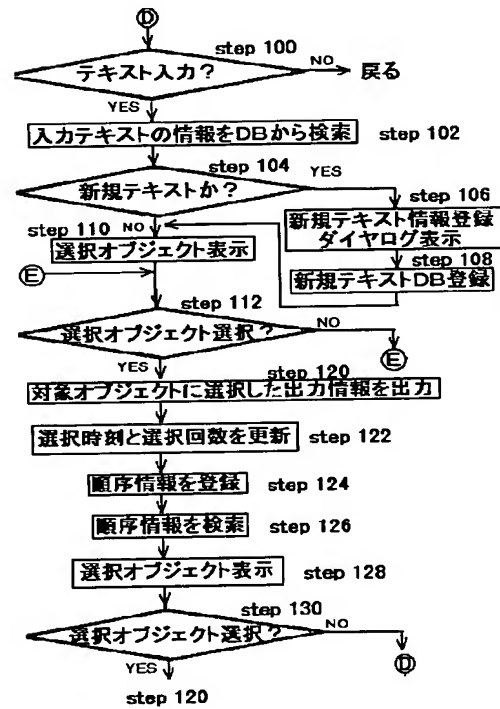 D
step 100
テキスト入力？
NO
戻る
YES
入力テキストの情報をDBから検索
step 102
step 104
YES
新規テキストか？
step 106
新規テキスト情報登録
ダイヤログ表示
step 108
新規テキストDB登録
NO
step 110
選択オブジェクト表示
E
step 112
選択オブジェクト選択？
NO
E
YES
step 120
対象オブジェクトに選択した出力情報を出力
選択時刻と選択回数を更新
step 122
順序情報を登録
step 124
順序情報を検索
step 126
選択オブジェクト表示
step 128
step 130
選択オブジェクト選択？
NO
D
YES
step 120